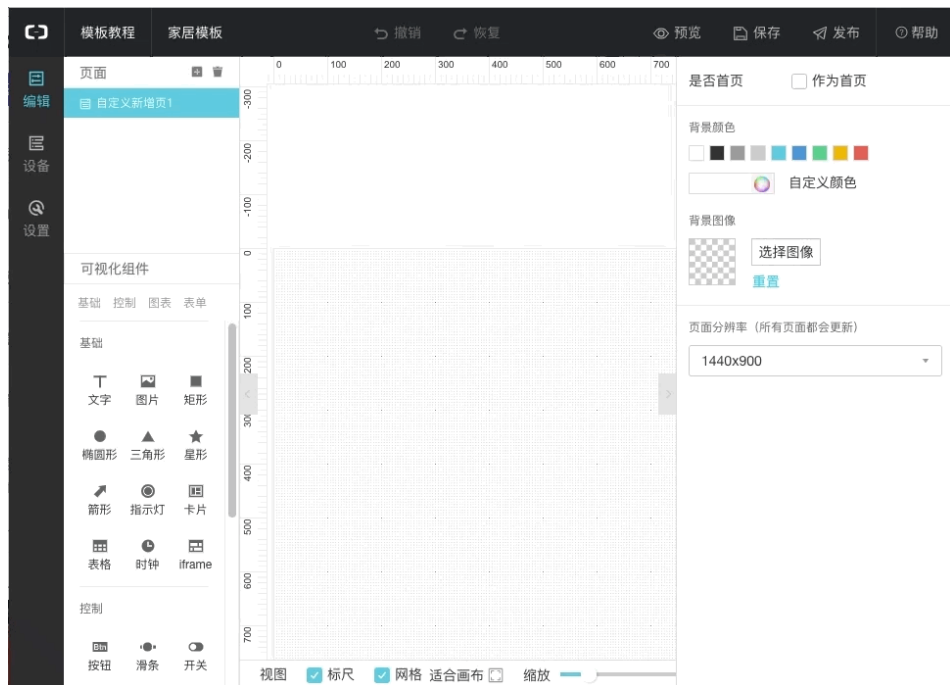 模板教程 家居模板 撤销 恢复 预览 保存 发布 帮助
编辑
设备
设置
页面
自定义新增页1
可视化组件
基础 控制 图表 表单
基础
文字 图片 矩形
椭圆形 三角形 星形
箭形 指示灯 卡片
表格 时钟 iframe
控制
Btn
按钮 滑条 开关
0 100 200 300 400 500 600 700
-300
-200
-100
0
100
200
300
400
500
600
700
视图 标尺 网格 适合画布 缩放
是否首页 作为首页
背景颜色
自定义颜色
背景图像
选择图像
重置
页面分辨率（所有页面都会更新）
1440x900